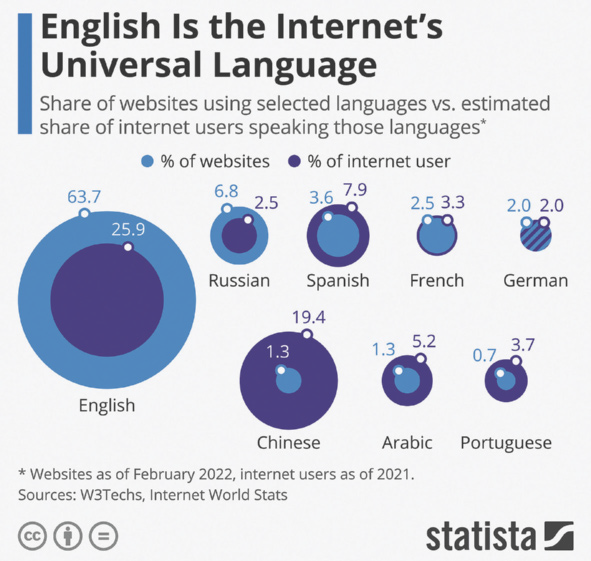 English Is the Internet's
Universal Language
Share of websites using selected languages vs. estimated
share of internet users speaking those languages*
% of websites % of internet user
63.7
25.9
English
6.8 2.5
Russian
3.6 7.9
Spanish
2.5 3.3
French
2.0 2.0
German
19.4
1.3
Chinese
1.3 5.2
Arabic
0.7 3.7
Portuguese
* Websites as of February 2022, internet users as of 2021.
Sources: W3Techs, Internet World Stats
cc
statista